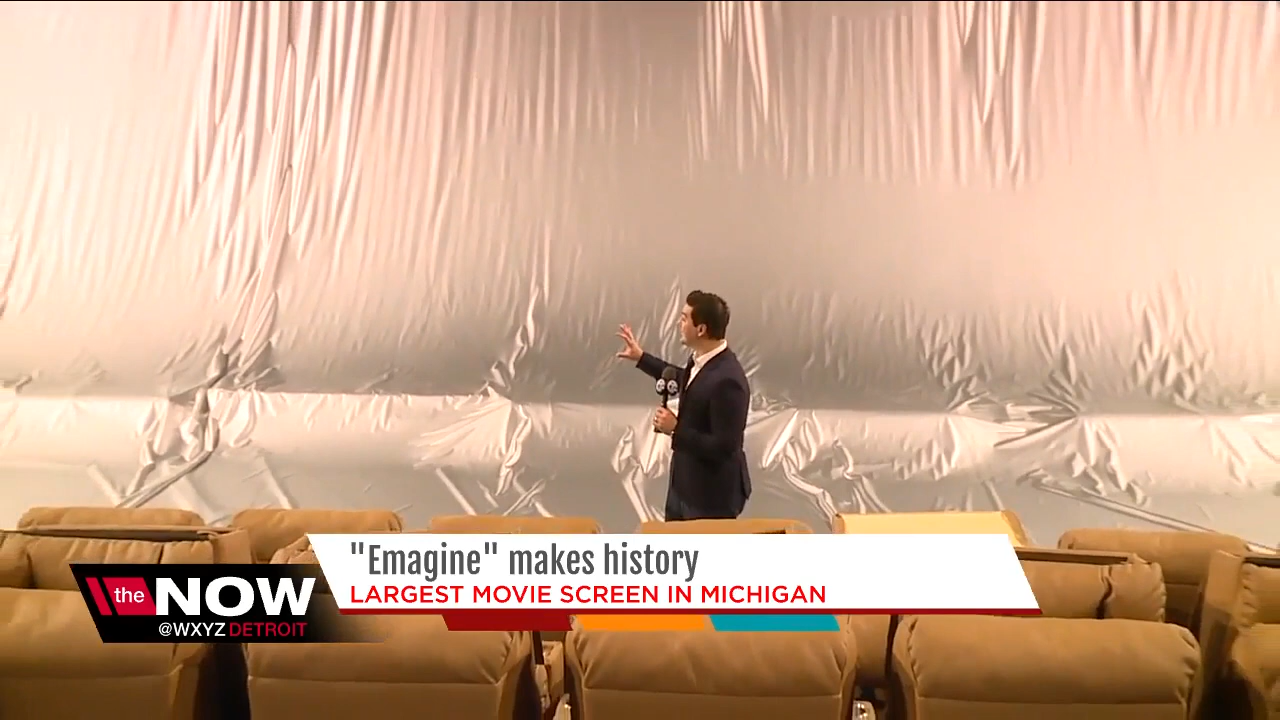 "Emagine" makes history
LARGEST MOVIE SCREEN IN MICHIGAN
the NOW
@WXYZ DETROIT